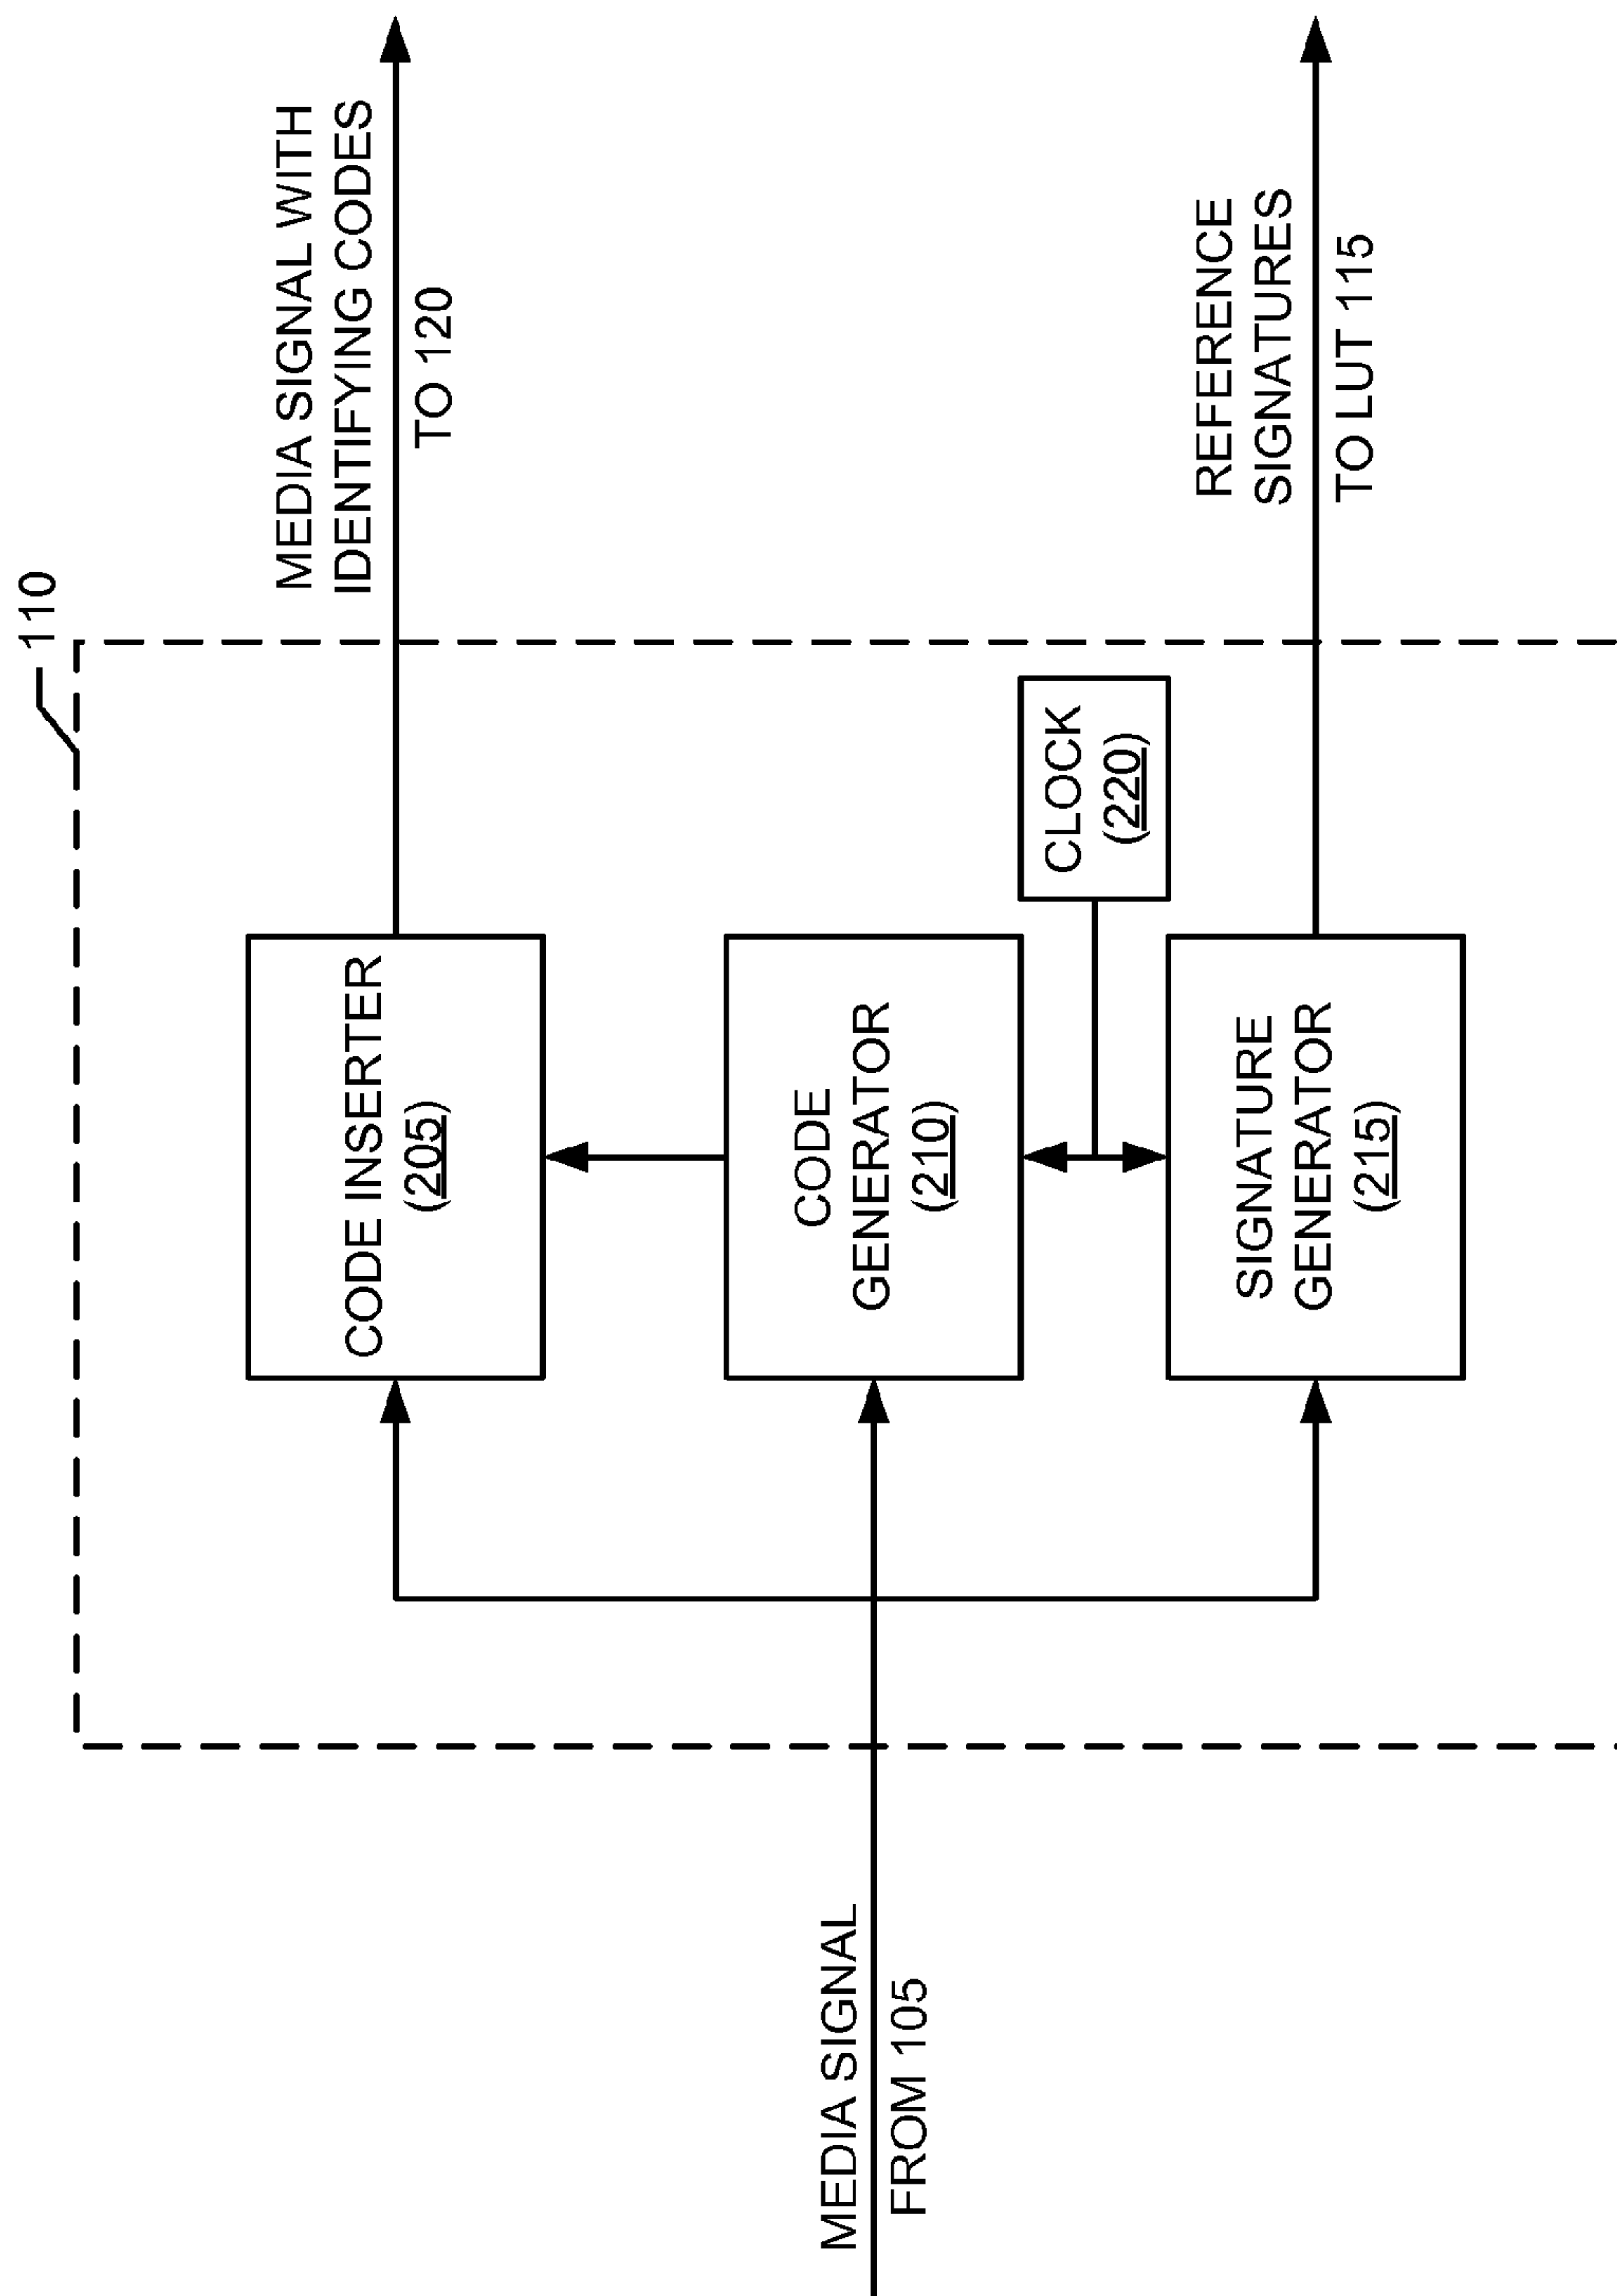 110
MEDIA SIGNAL WITH
IDENTIFYING CODES
TO 120
CODE INSERTER
(205)
MEDIA SIGNAL
FROM 105
CODE
GENERATOR
(210)
CLOCK
(220)
SIGNATURE
GENERATOR
(215)
REFERENCE
SIGNATURES
TO LUT 115